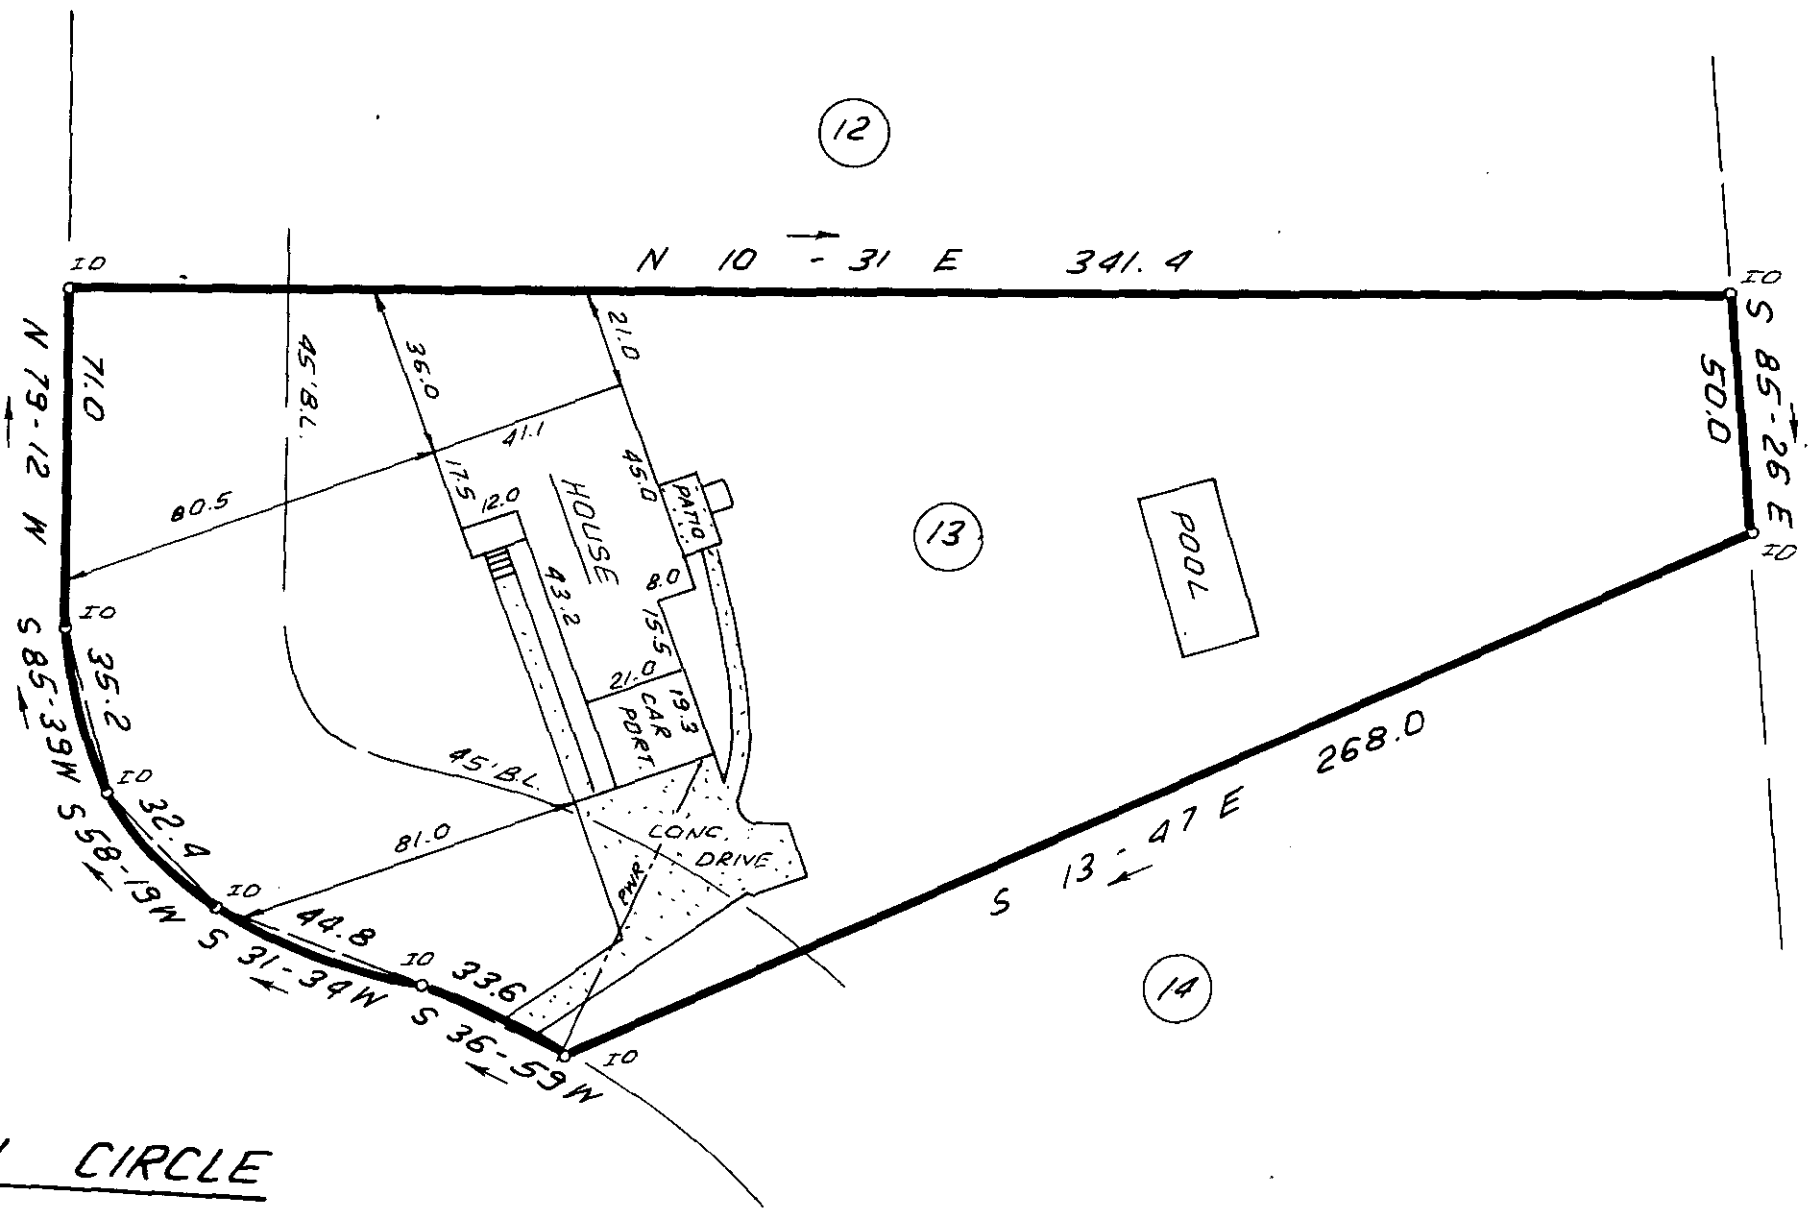 12
N 10 - 31 E 341.4
IO
IO
S 85-26 E
50.0
IO
N 79-12 W
71.0
45' B.L.
36.0
21.0
41.1
80.5
17.5
12.0
HOUSE
45.0
PATIO
43.2
8.0
15.5
21.0
19.3
CAR
PORT.
13
POOL
IO
S 85-39W
35.2
IO
S 58-19W
32.4
45' B.L.
81.0
CONC.
DRIVE
PWR
IO
S 31-34W
44.8
IO
S 36-59W
33.6
IO
S 13-47 E 268.0
14
CIRCLE